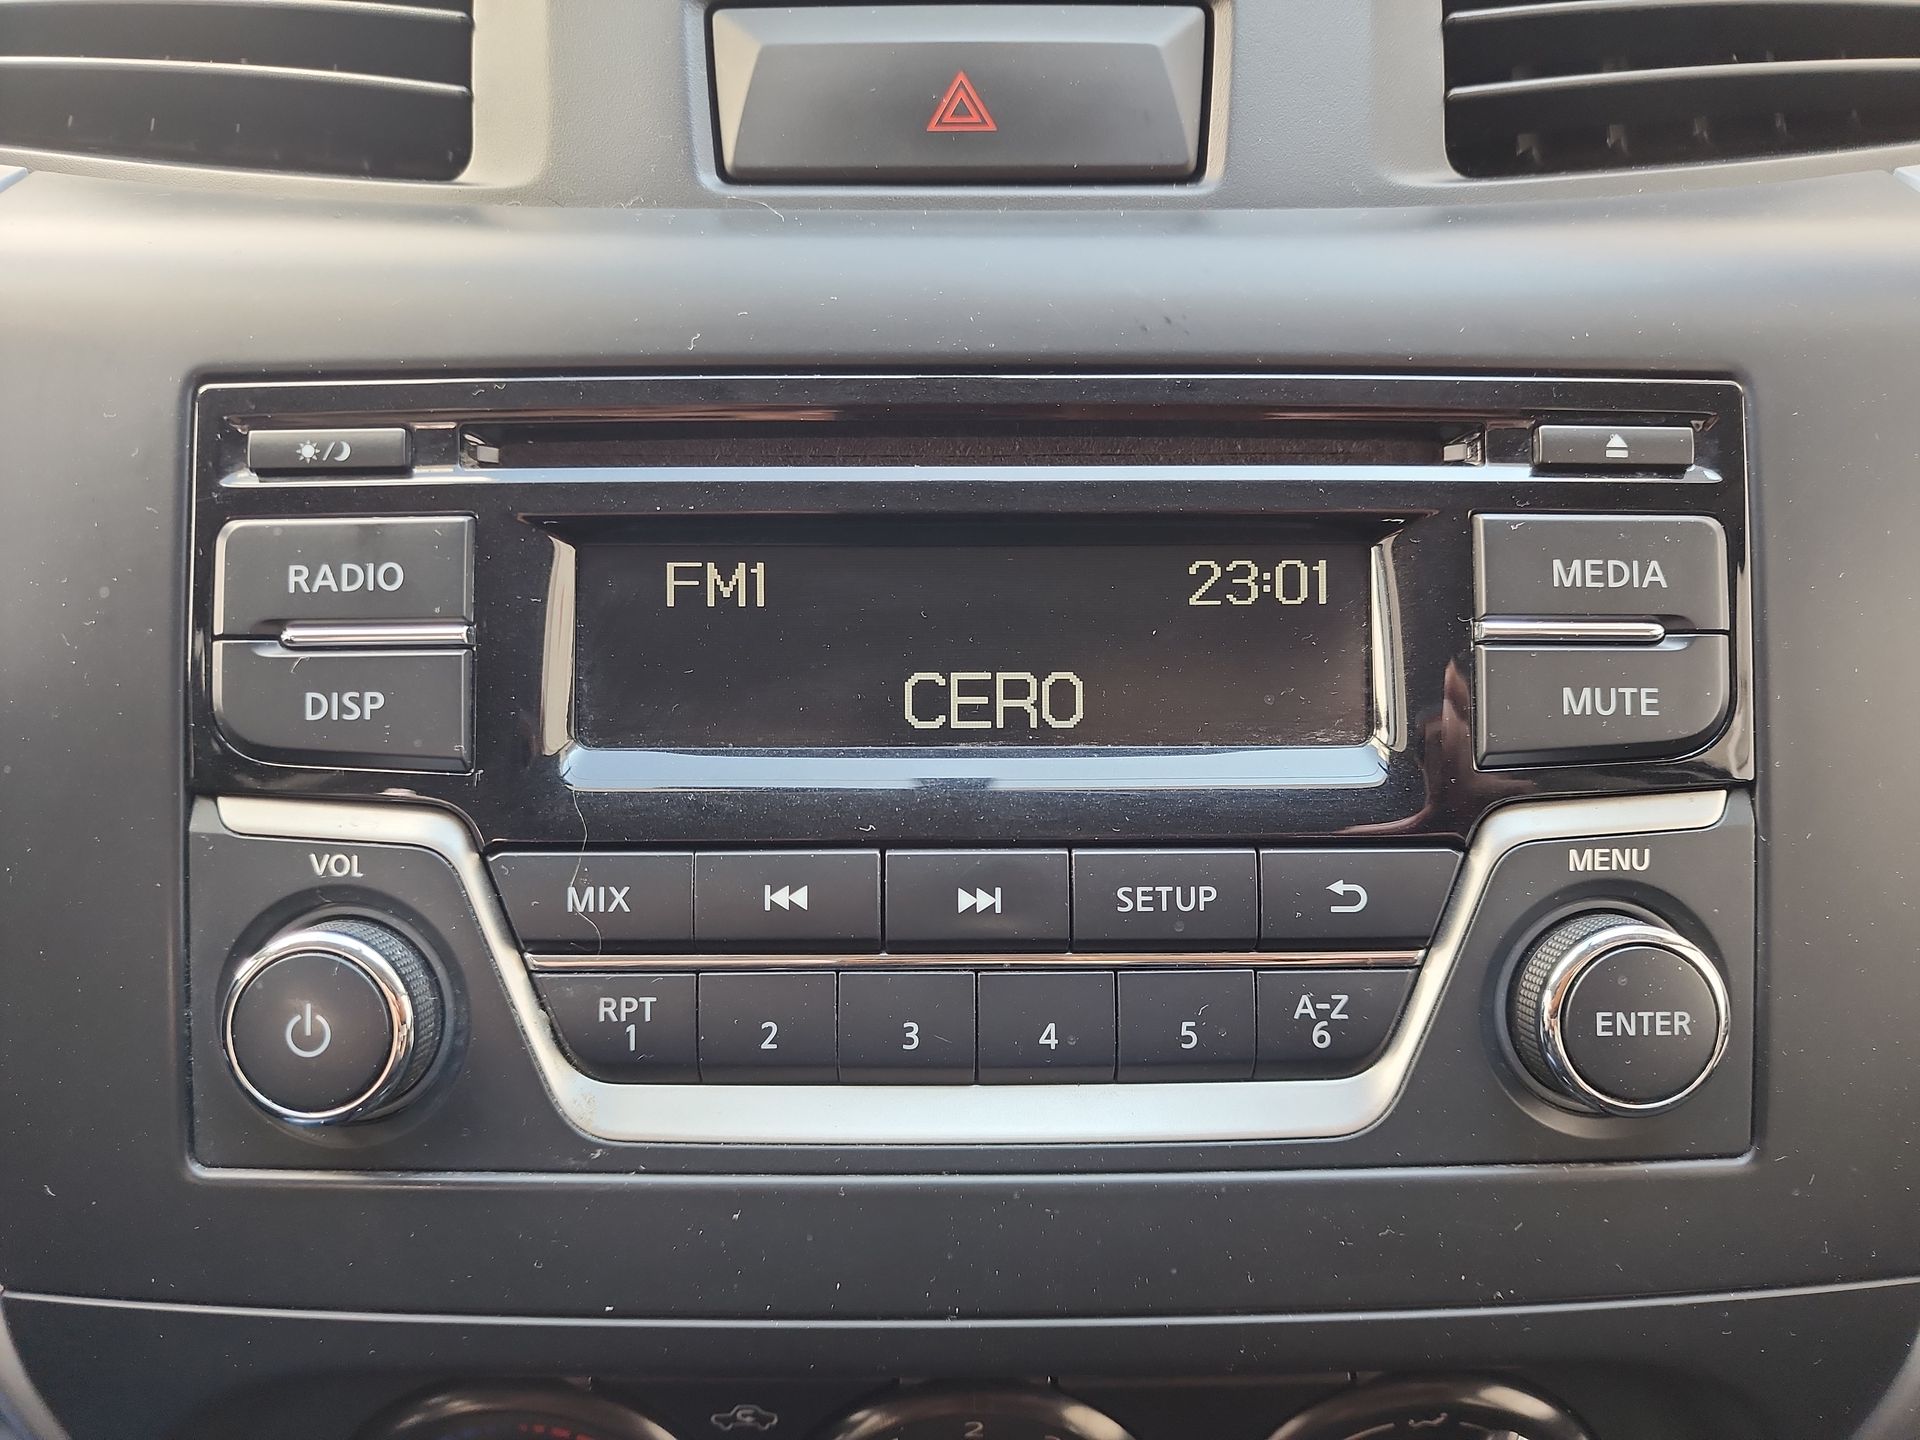 FM1 23:01
CERO
RADIO
DISP
MEDIA
MUTE
VOL
MENU
MIX SETUP
RPT A-Z
1 2 3 4 5 6
ENTER
2